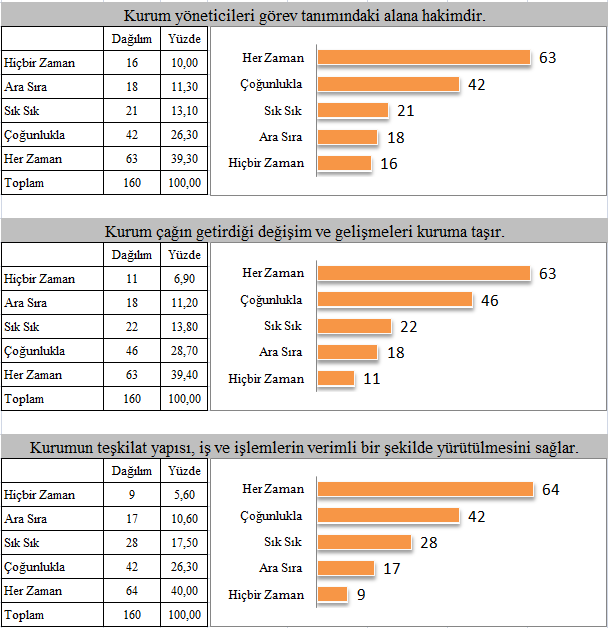 Kurum yöneticileri görev tanımındaki alana hakimdir.
Dağılım Yüzde
Hiçbir Zaman 16 10,00
Ara Sıra 18 11,30
Sık Sık 21 13,10
Çoğunlukla 42 26,30
Her Zaman 63 39,30
Toplam 160 100,00
Her Zaman 63
Çoğunlukla 42
Sık Sık 21
Ara Sıra 18
Hiçbir Zaman 16
Kurum çağın getirdiği değişim ve gelişmeleri kuruma taşır.
Dağılım Yüzde
Hiçbir Zaman 11 6,90
Ara Sıra 18 11,20
Sık Sık 22 13,80
Çoğunlukla 46 28,70
Her Zaman 63 39,40
Toplam 160 100,00
Her Zaman 63
Çoğunlukla 46
Sık Sık 22
Ara Sıra 18
Hiçbir Zaman 11
Kurumun teşkilat yapısı, iş ve işlemlerin verimli bir şekilde yürütülmesini sağlar.
Dağılım Yüzde
Hiçbir Zaman 9 5,60
Ara Sıra 17 10,60
Sık Sık 28 17,50
Çoğunlukla 42 26,30
Her Zaman 64 40,00
Toplam 160 100,00
Her Zaman 64
Çoğunlukla 42
Sık Sık 28
Ara Sıra 17
Hiçbir Zaman 9